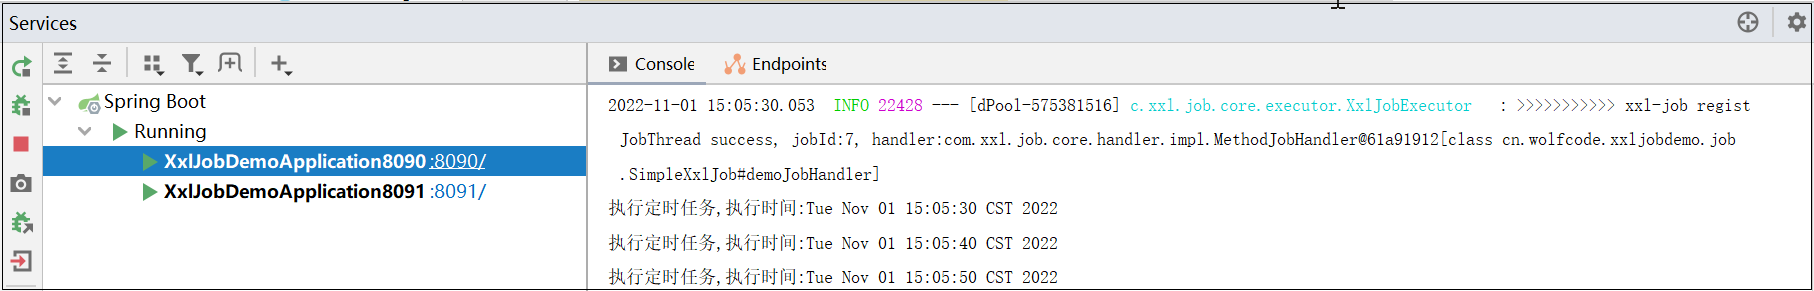 Services
Console
Endpoints
Spring Boot
Running
XxlJobDemoApplication8090 :8090/
XxlJobDemoApplication8091 :8091/
2022-11-01 15:05:30.053  INFO 22428 --- [dPool-575381516] c.xxl.job.core.executor.XxlJobExecutor   : >>>>>>>>>>> xxl-job regist
JobThread success, jobId:7, handler:com.xxl.job.core.handler.impl.MethodJobHandler@61a91912[class cn.wolfcode.xxljobdemo.job
.SimpleXxlJob#demoJobHandler]
执行定时任务,执行时间:Tue Nov 01 15:05:30 CST 2022
执行定时任务,执行时间:Tue Nov 01 15:05:40 CST 2022
执行定时任务,执行时间:Tue Nov 01 15:05:50 CST 2022